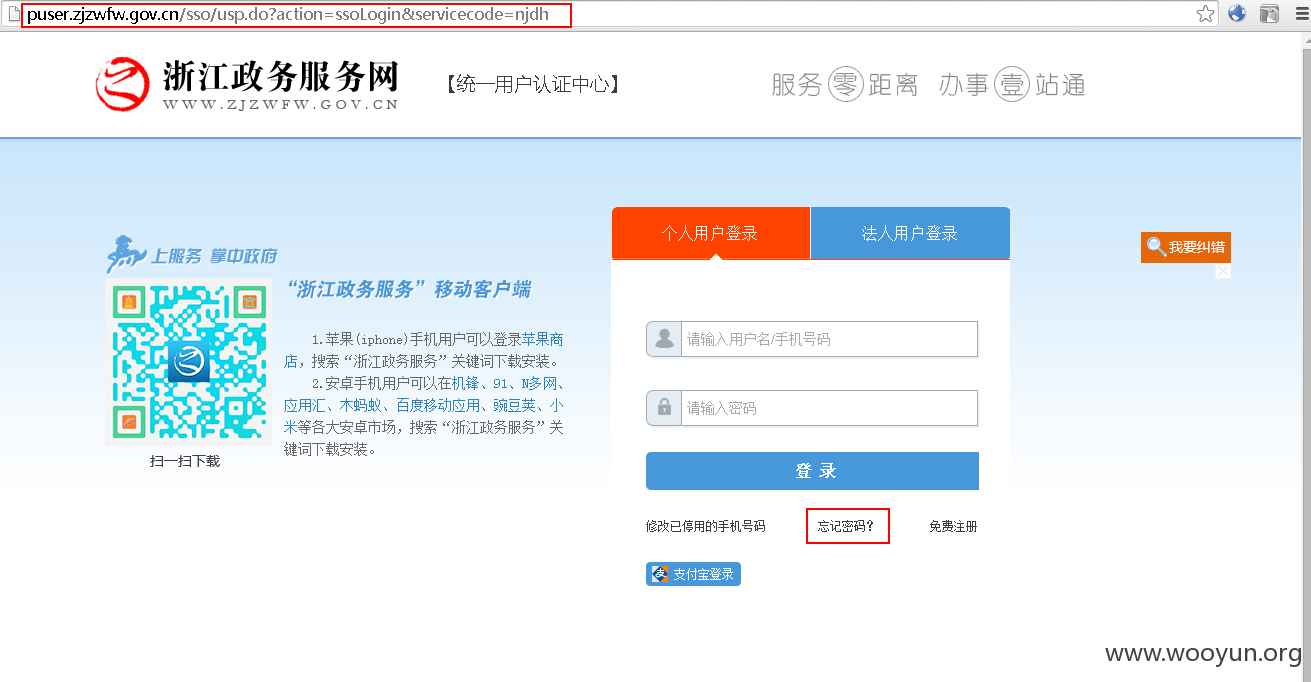 puser.zjzwfw.gov.cn/sso/usp.do?action=ssoLogin&servicecode=njdh
浙江政务服务网
WWW.ZJZWFW.GOV.CN
【统一用户认证中心】
服务零距离 办事壹站通
个人用户登录
法人用户登录
我要纠错
上服务 掌中政府
“浙江政务服务”移动客户端
1.苹果(iphone)手机用户可以登录苹果商
店，搜索“浙江政务服务”关键词下载安装。
2.安卓手机用户可以在机锋、91、N多网、
应用汇、木蚂蚁、百度移动应用、豌豆荚、小
米等各大安卓市场，搜索“浙江政务服务”关
键词下载安装。
扫一扫下载
请输入用户名/手机号码
请输入密码
登 录
修改已停用的手机号码
忘记密码?
免费注册
支 支付宝登录
www.wooyun.org